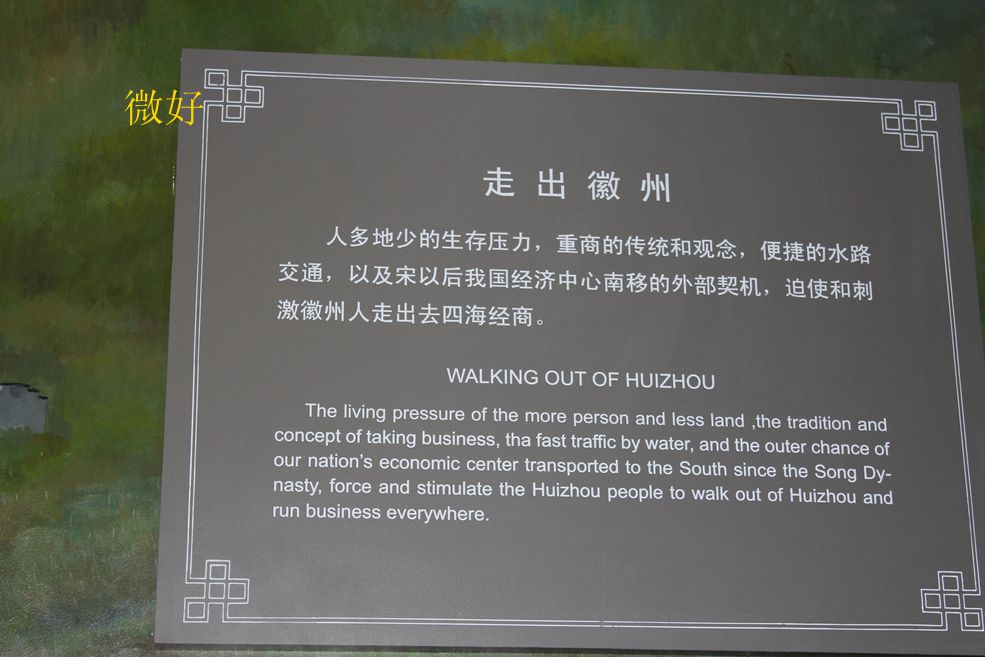 微好
走出徽州
人多地少的生存压力，重商的传统和观念，便捷的水路
交通，以及宋以后我国经济中心南移的外部契机，迫使和刺
激徽州人走出去四海经商。
WALKING OUT OF HUIZHOU
The living pressure of the more person and less land ,the tradition and
concept of taking business, tha fast traffic by water, and the outer chance of
our nation's economic center transported to the South since the Song Dy-
nasty, force and stimulate the Huizhou people to walk out of Huizhou and
run business everywhere.